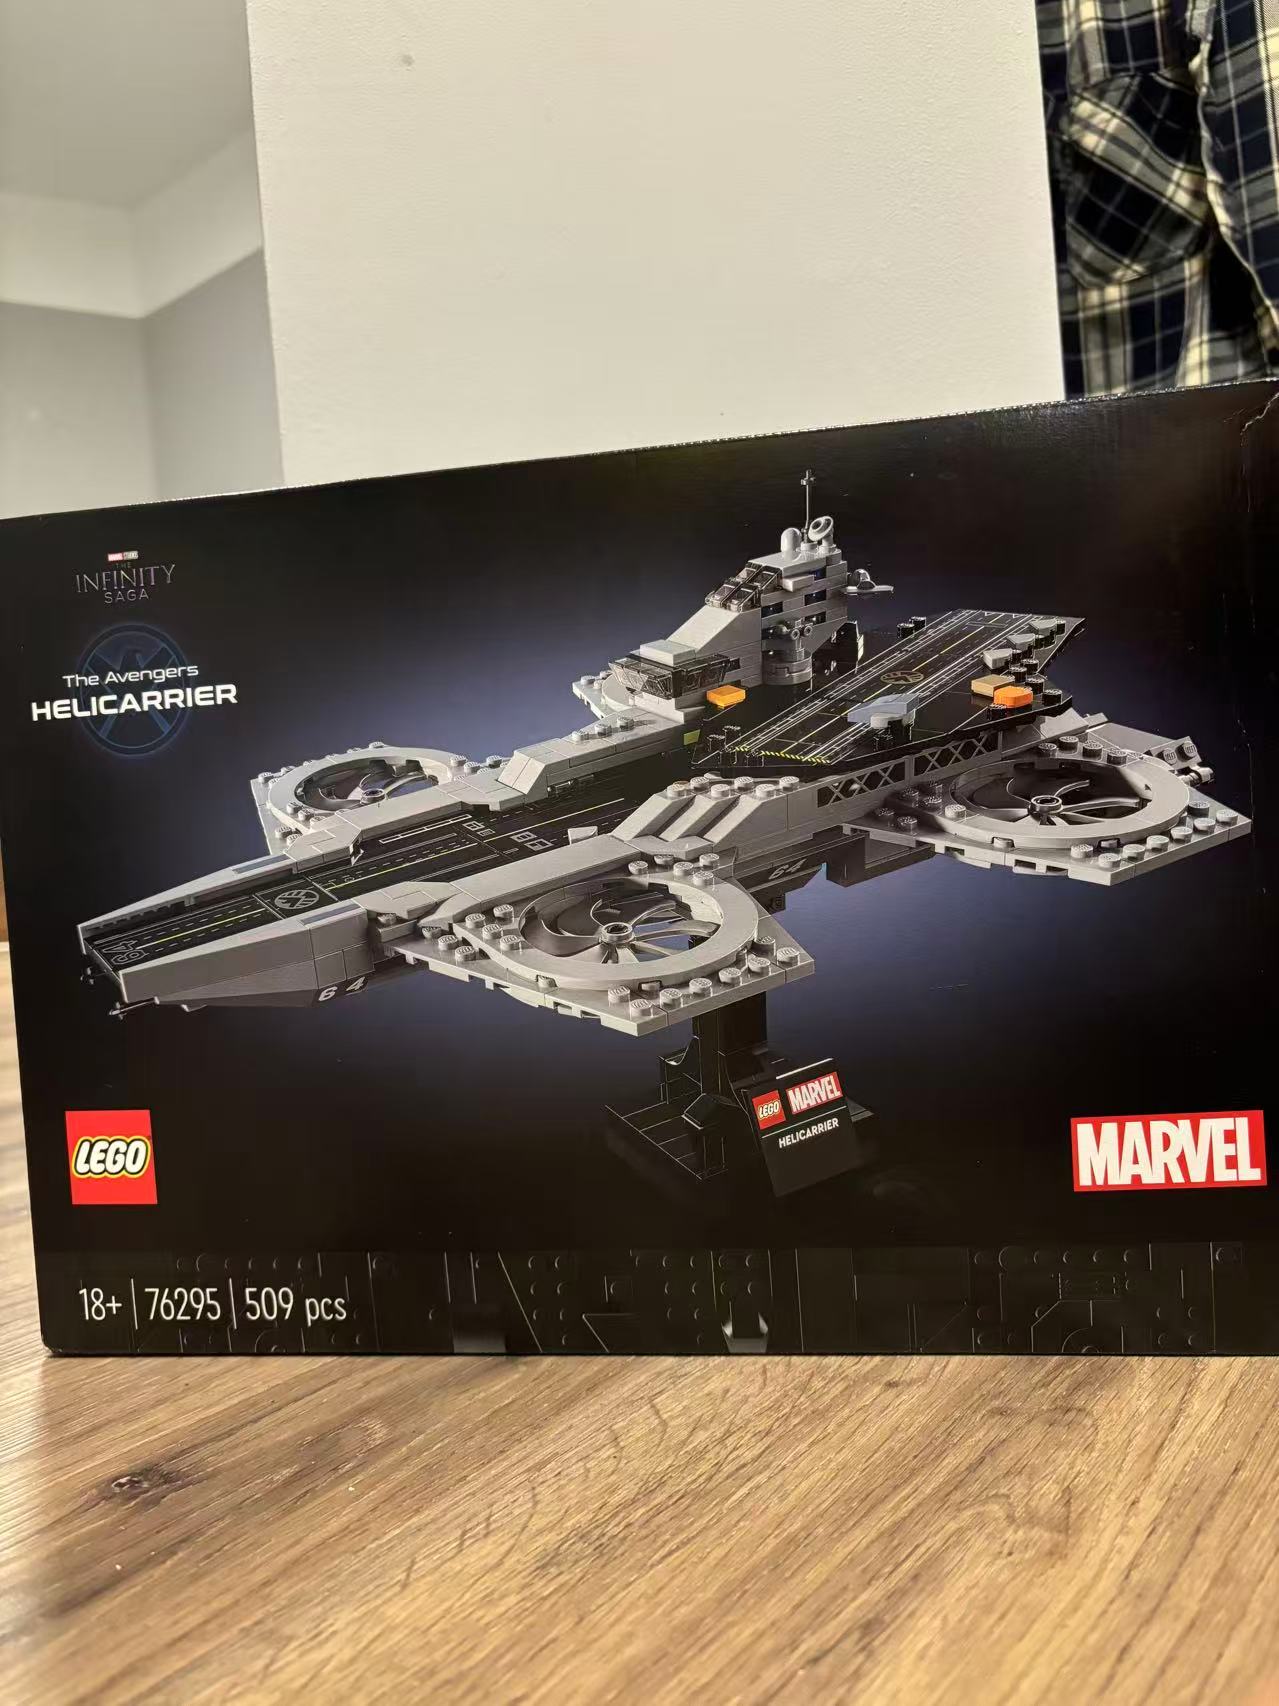 MARVEL STUDIOS
THE
INFINITY
SAGA
The Avengers
HELICARRIER
64
64
64
LEGO
LEGO MARVEL
HELICARRIER
MARVEL
18+ | 76295 | 509 pcs